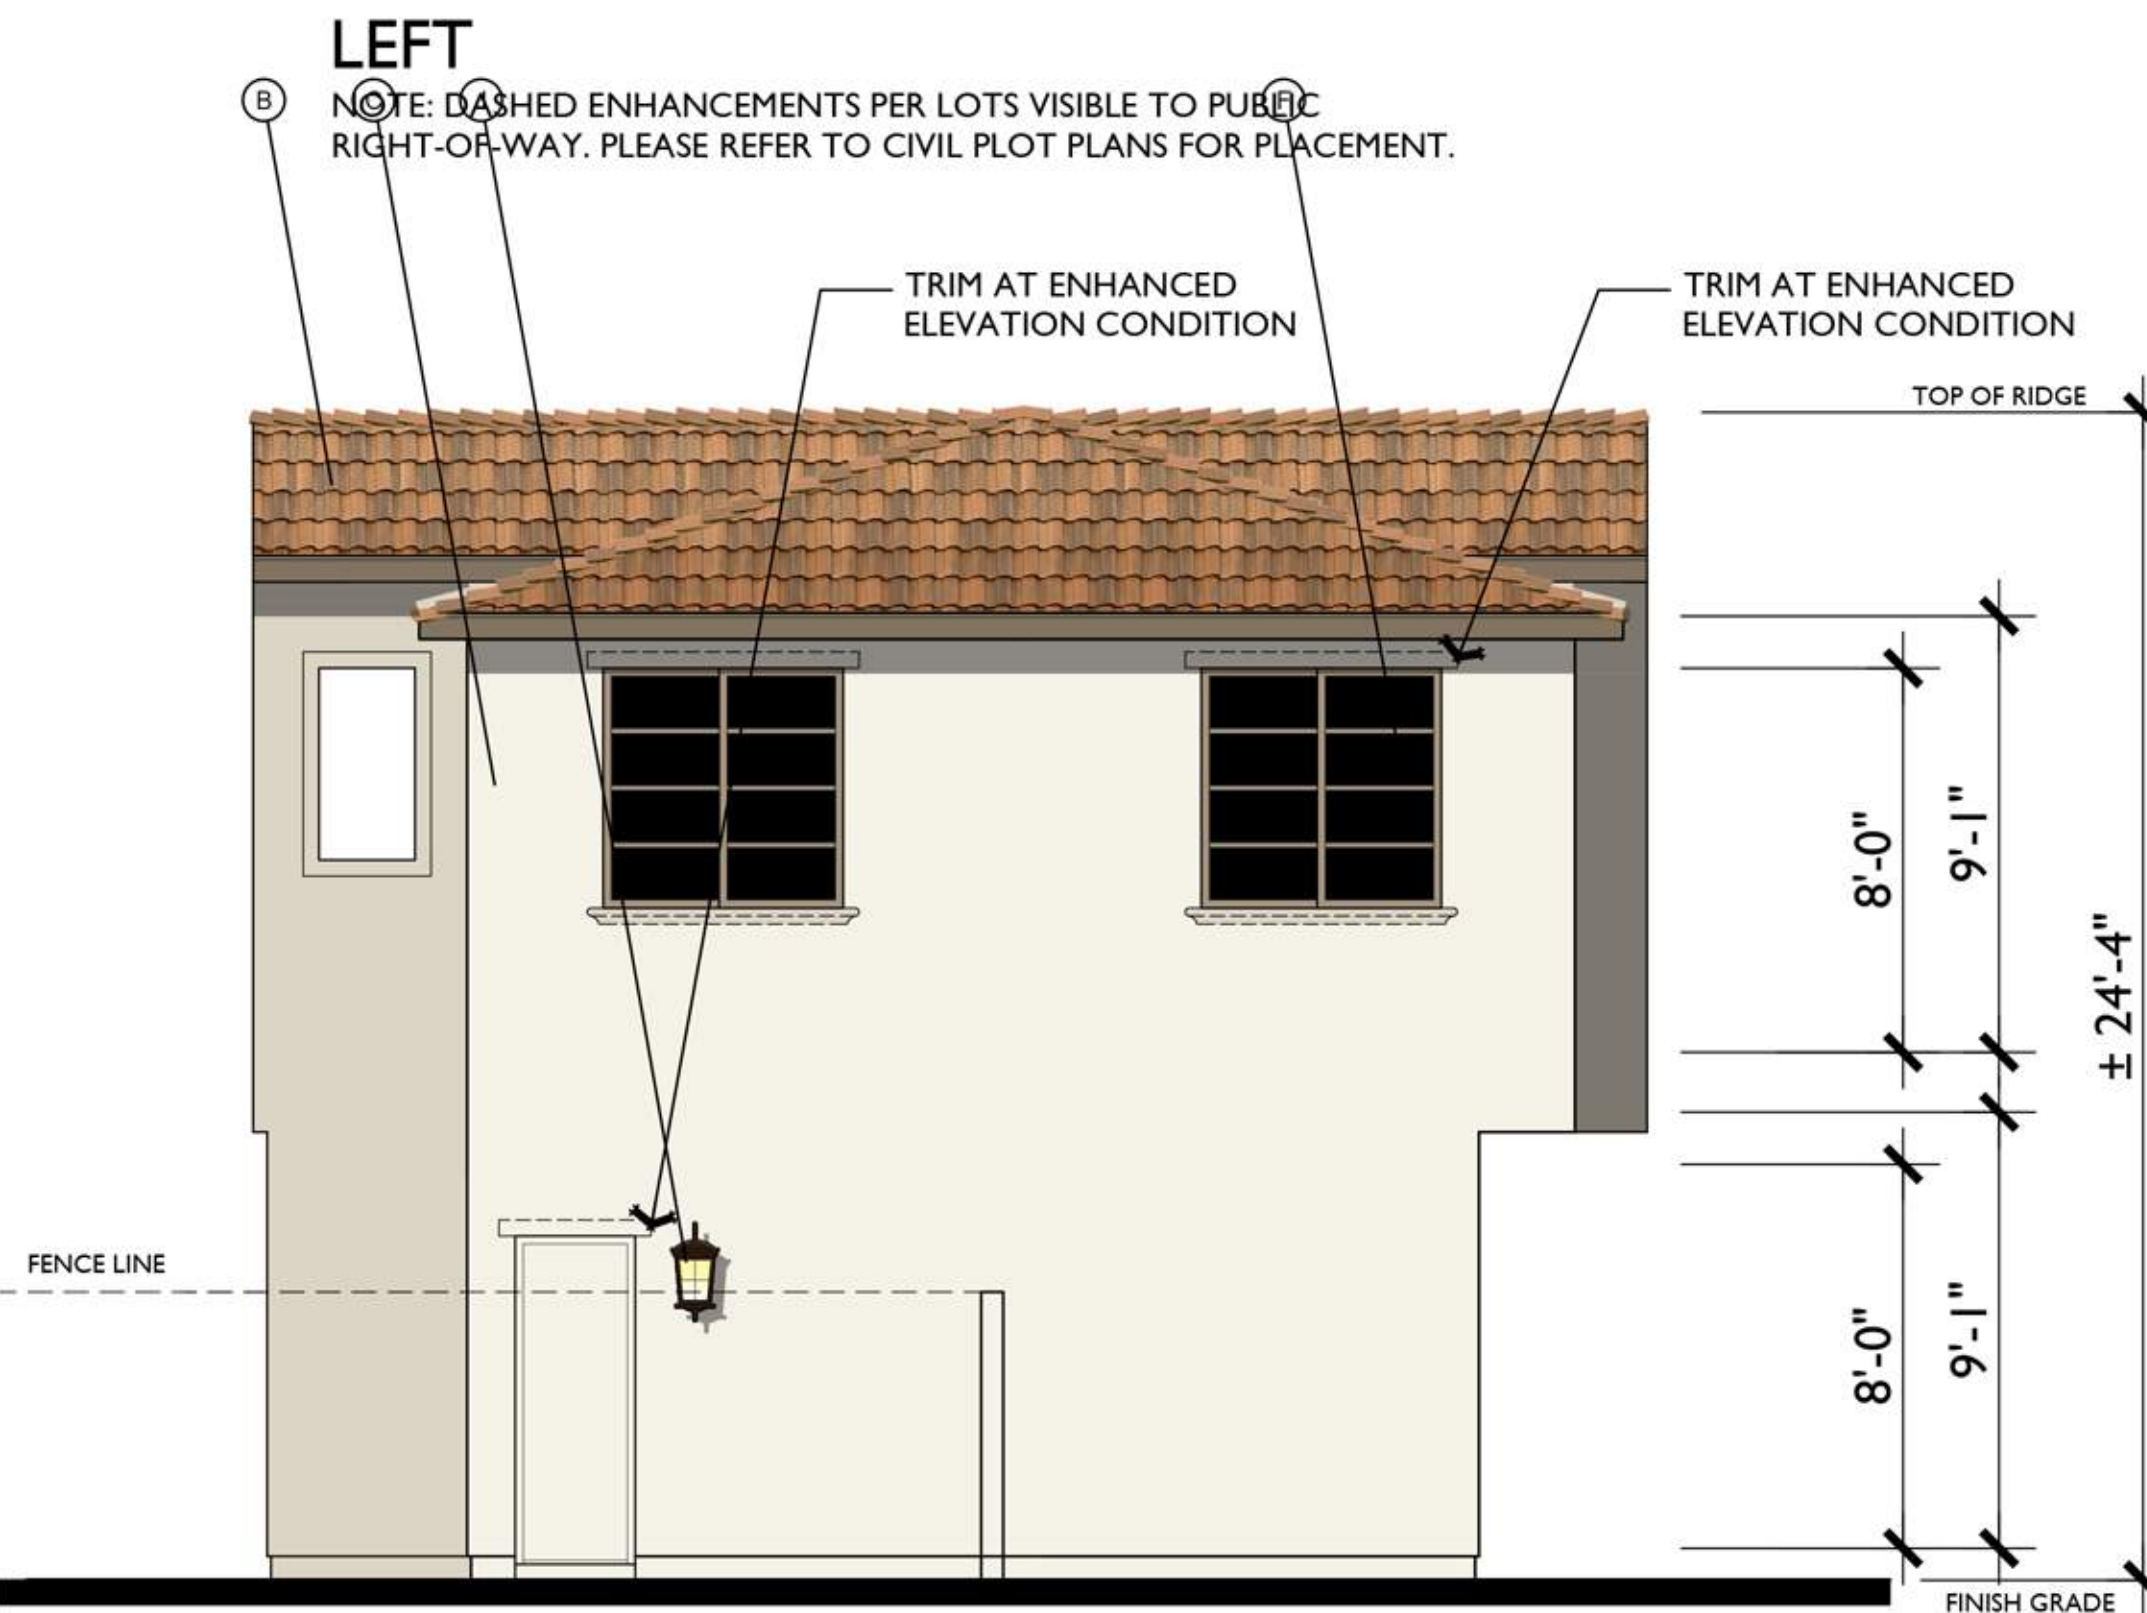 LEFT
B
C
A
F
NOTE: DASHED ENHANCEMENTS PER LOTS VISIBLE TO PUBLIC
RIGHT-OF-WAY. PLEASE REFER TO CIVIL PLOT PLANS FOR PLACEMENT.
TRIM AT ENHANCED
ELEVATION CONDITION
TRIM AT ENHANCED
ELEVATION CONDITION
TOP OF RIDGE
8'-0"
9'-1"
± 24'-4"
FENCE LINE
8'-0"
9'-1"
FINISH GRADE